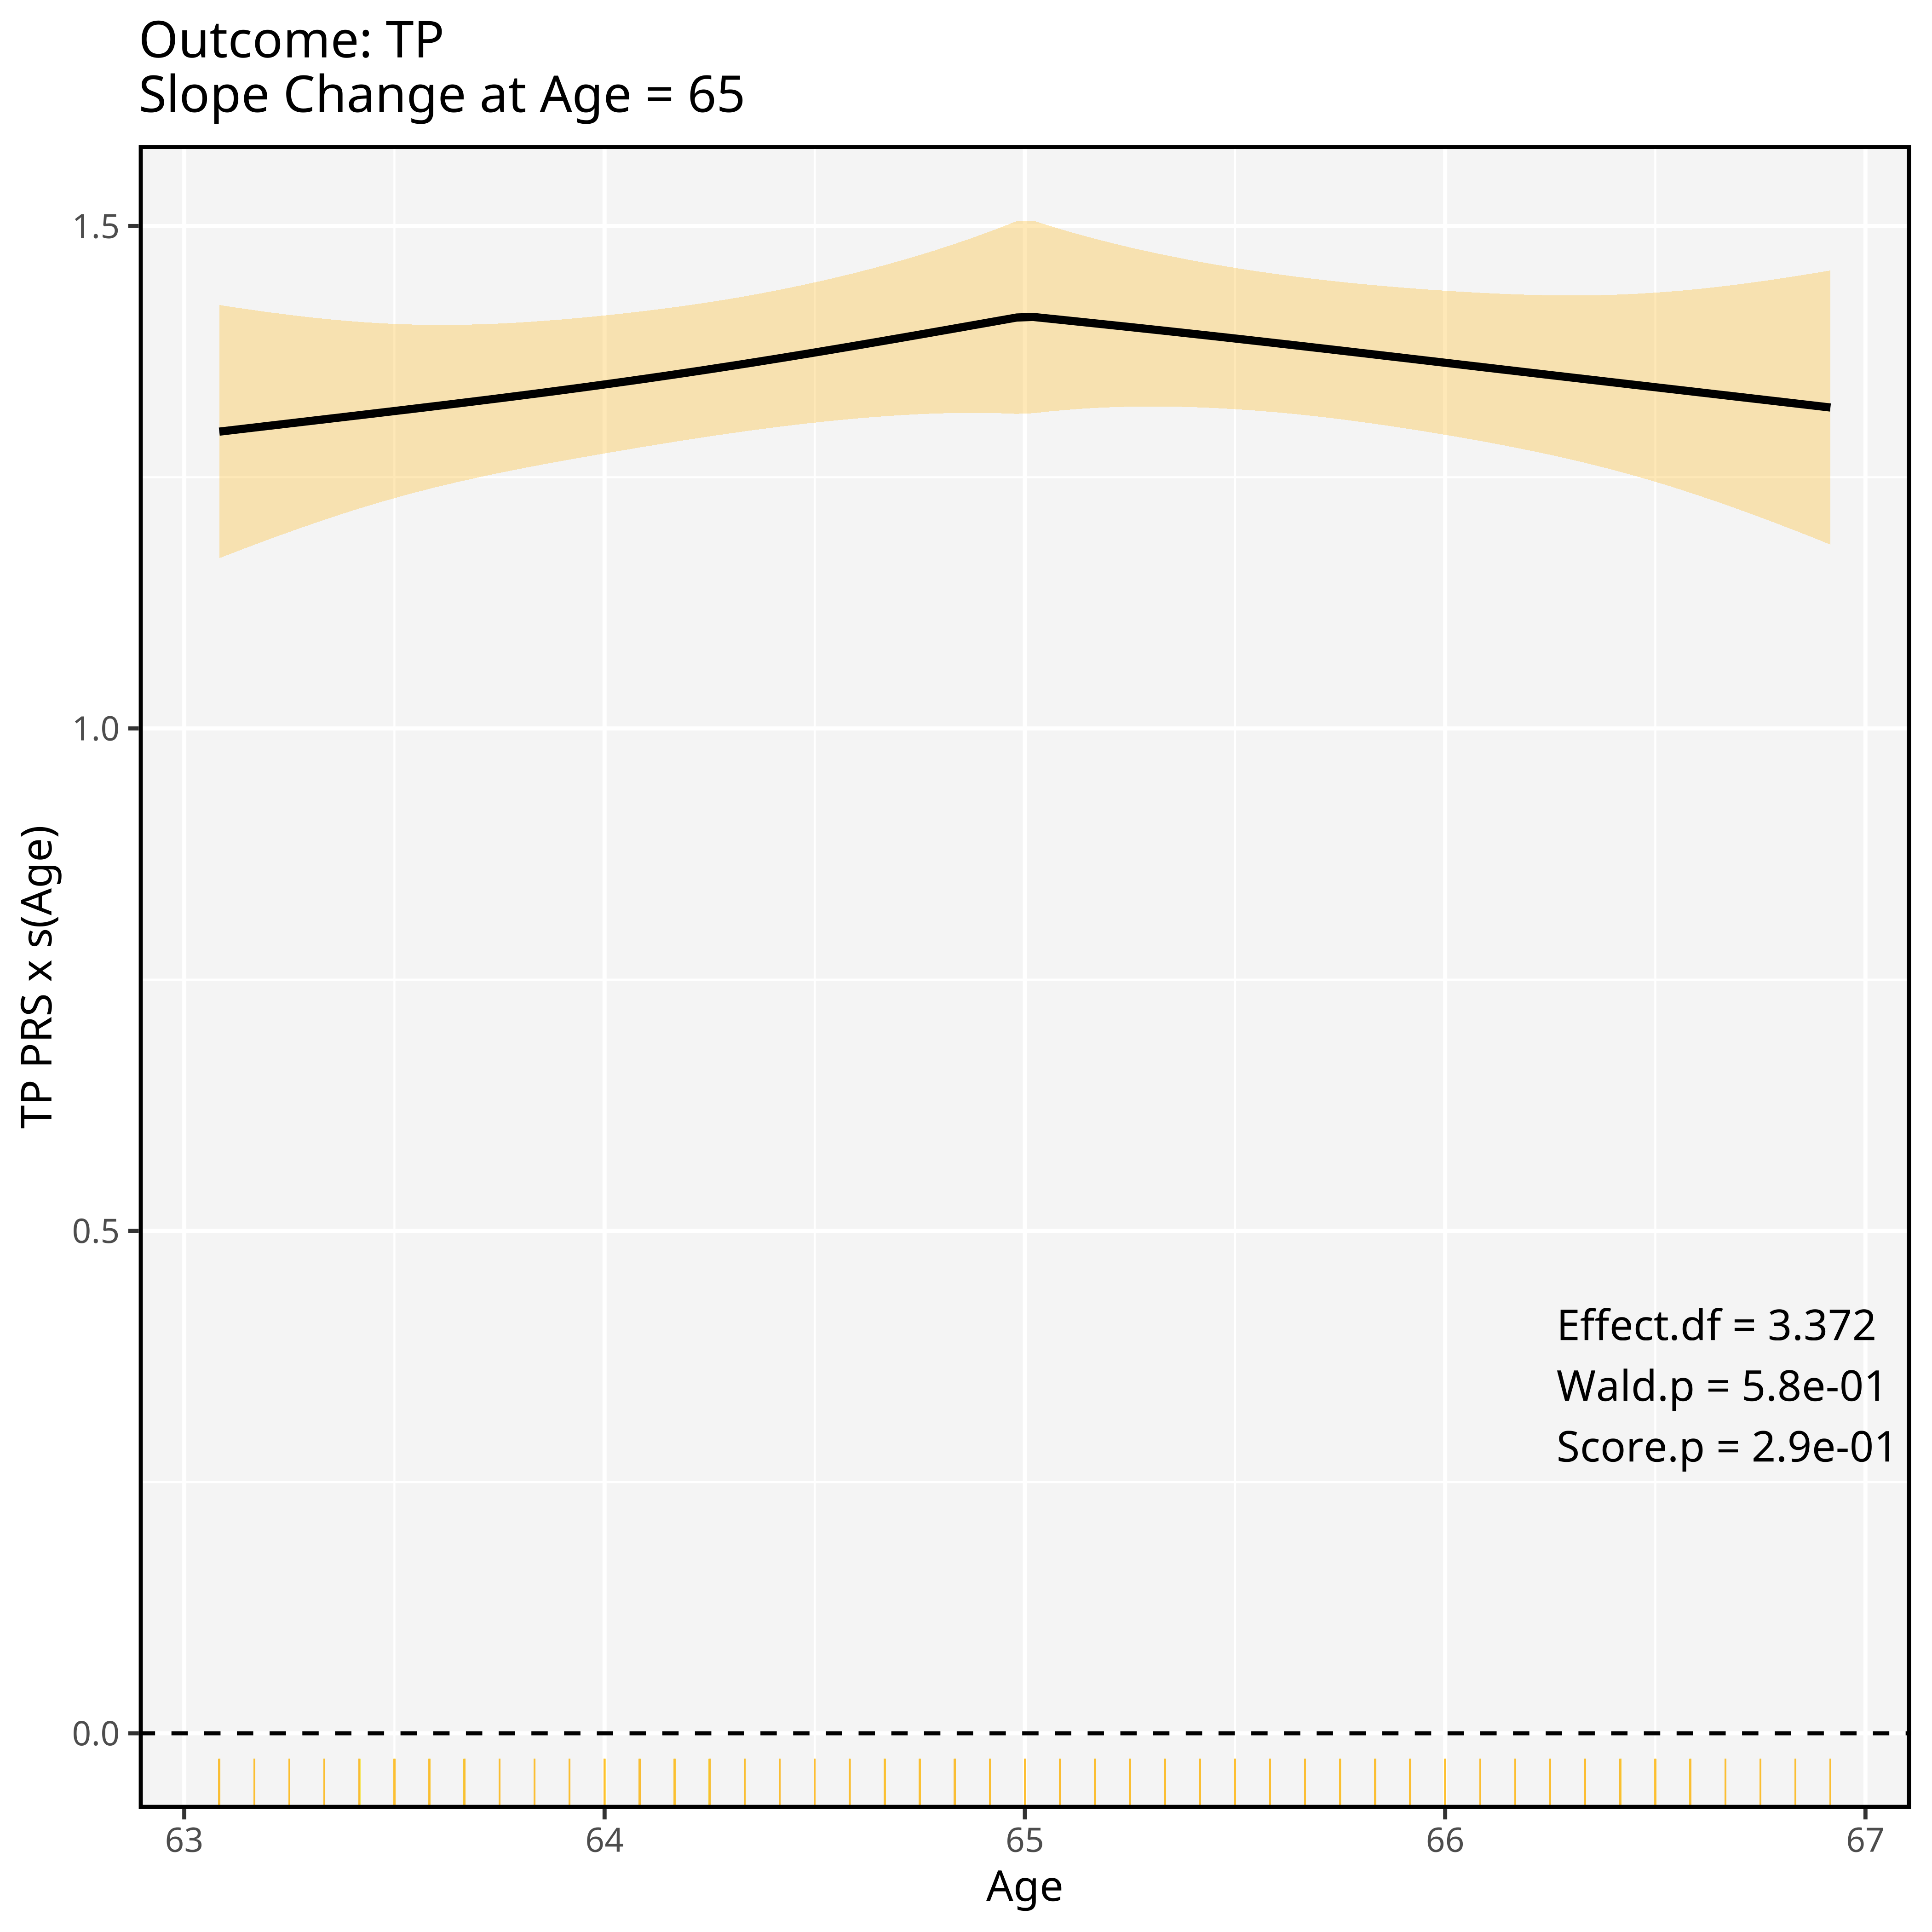 Outcome: TP
Slope Change at Age = 65
1.5
1.0
0.5
0.0
TP PRS x s(Age)
Effect.df = 3.372
Wald.p = 5.8e-01
Score.p = 2.9e-01
63 64 65 66 67
Age